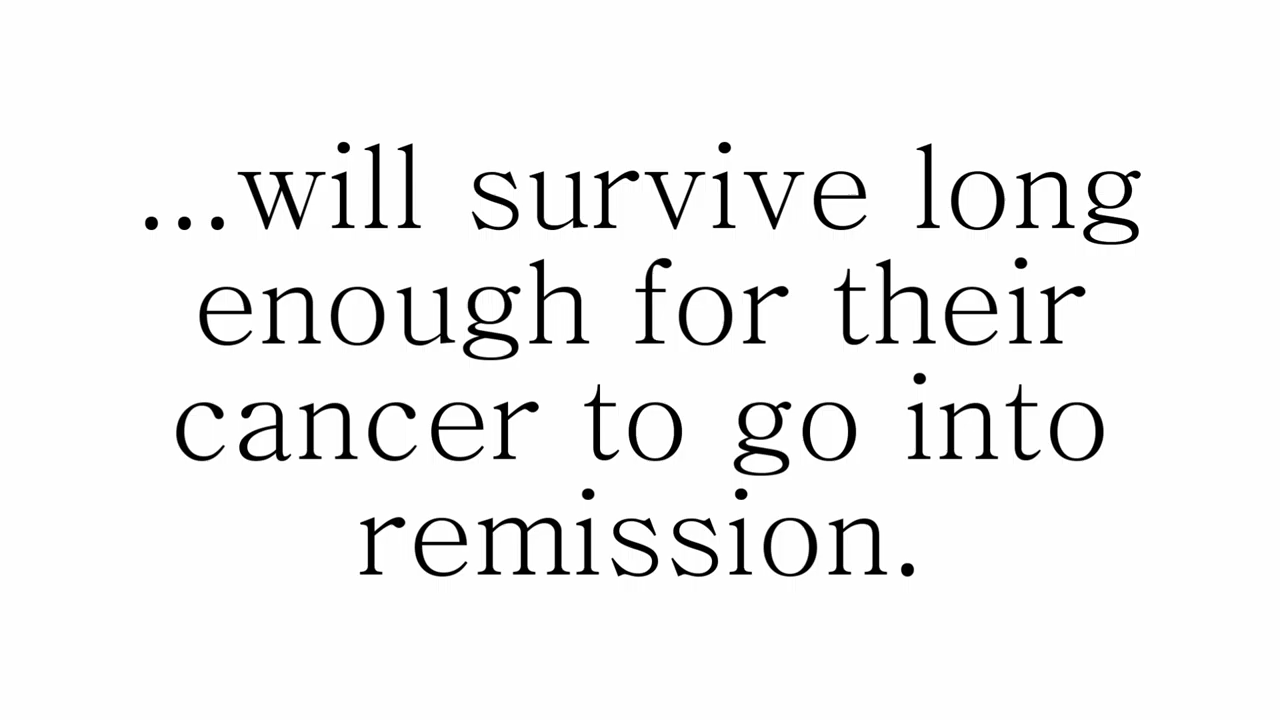 ...will survive long
enough for their
cancer to go into
remission.